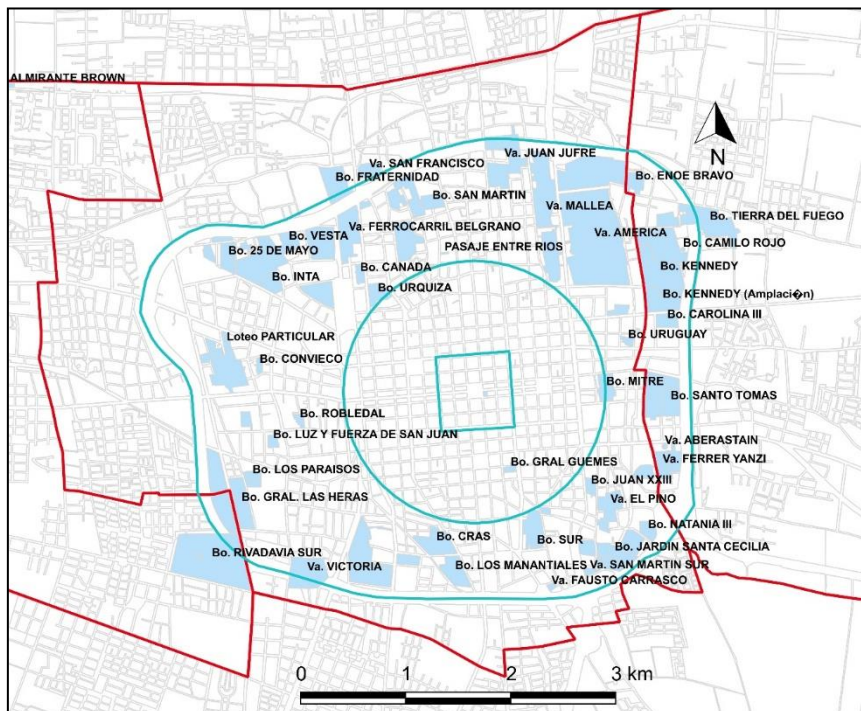 ALMIRANTE BROWN
N
Va. SAN FRANCISCO
Va. JUAN JUFRE
Bo. FRATERNIDAD
Bo. ENOE BRAVO
Bo. SAN MARTIN
Va. MALLEA
Bo. TIERRA DEL FUEGO
Va. FERROCARRIL BELGRANO
Va. AMERICA
Bo. VESTA
Bo. CAMILO ROJO
PASAJE ENTRE RIOS
Bo. 25 DE MAYO
Bo. CANADA
Bo. KENNEDY
Bo. INTA
Bo. URQUIZA
Bo. KENNEDY (Amplaci�n)
Bo. CAROLINA III
Loteo PARTICULAR
Bo. URUGUAY
Bo. CONVIECO
Bo. MITRE
Bo. SANTO TOMAS
Bo. ROBLEDAL
Bo. LUZ Y FUERZA DE SAN JUAN
Va. ABERASTAIN
Va. FERRER YANZI
Bo. GRAL GUEMES
Bo. LOS PARAISOS
Bo. JUAN XXIII
Bo. GRAL. LAS HERAS
Va. EL PINO
Bo. NATANIA III
Bo. CRAS
Bo. SUR
Bo. JARDIN SANTA CECILIA
Bo. RIVADAVIA SUR
Va. VICTORIA
Bo. LOS MANANTIALES
Va. SAN MARTIN SUR
Va. FAUSTO CARRASCO
0 1 2 3 km